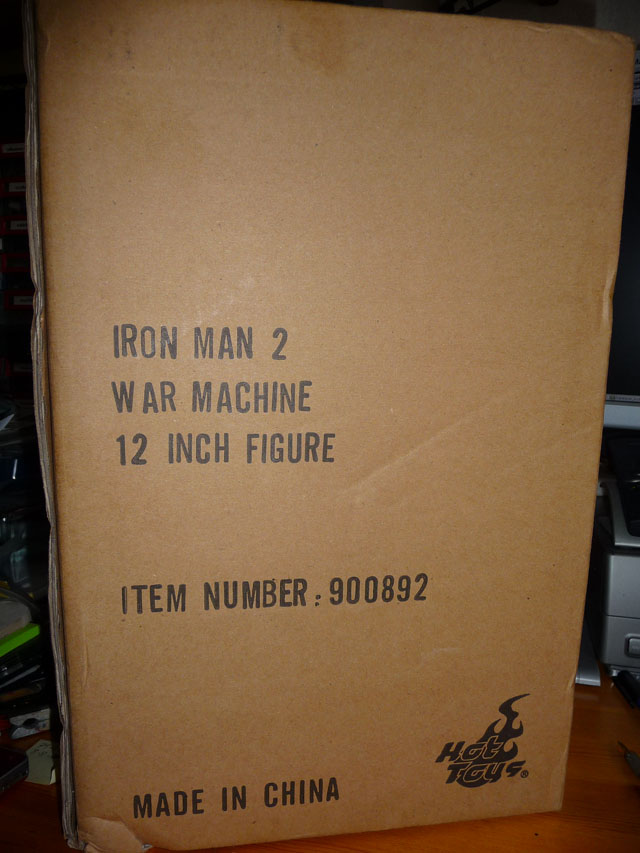 IRON MAN 2
WAR MACHINE
12 INCH FIGURE
ITEM NUMBER: 900892
Hot
Toys®
MADE IN CHINA